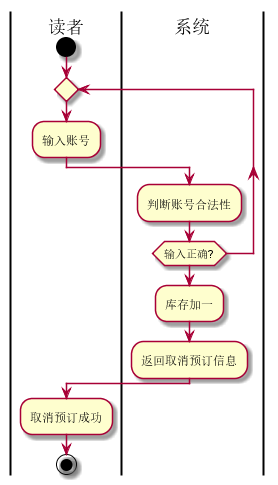 读者
系统
输入账号
判断账号合法性
输入正确?
库存加一
返回取消预订信息
取消预订成功